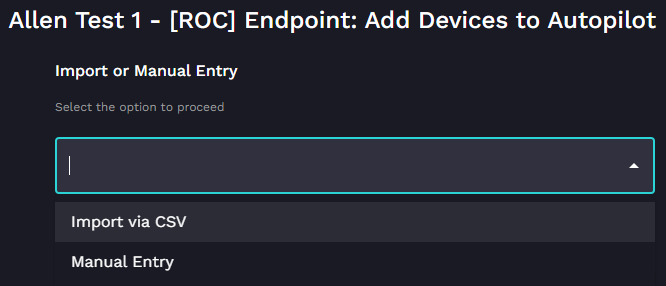 Allen Test 1 - [ROC] Endpoint: Add Devices to Autopilot
Import or Manual Entry
Select the option to proceed
Import via CSV
Manual Entry